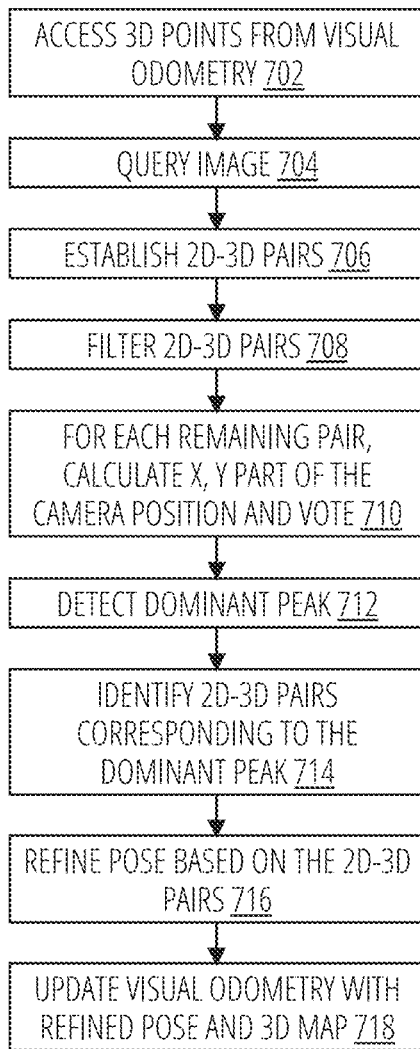 ACCESS 3D POINTS FROM VISUAL
ODOMETRY 702
QUERY IMAGE 704
ESTABLISH 2D-3D PAIRS 706
FILTER 2D-3D PAIRS 708
FOR EACH REMAINING PAIR,
CALCULATE X, Y PART OF THE
CAMERA POSITION AND VOTE 710
DETECT DOMINANT PEAK 712
IDENTIFY 2D-3D PAIRS
CORRESPONDING TO THE
DOMINANT PEAK 714
REFINE POSE BASED ON THE 2D-3D
PAIRS 716
UPDATE VISUAL ODOMETRY WITH
REFINED POSE AND 3D MAP 718